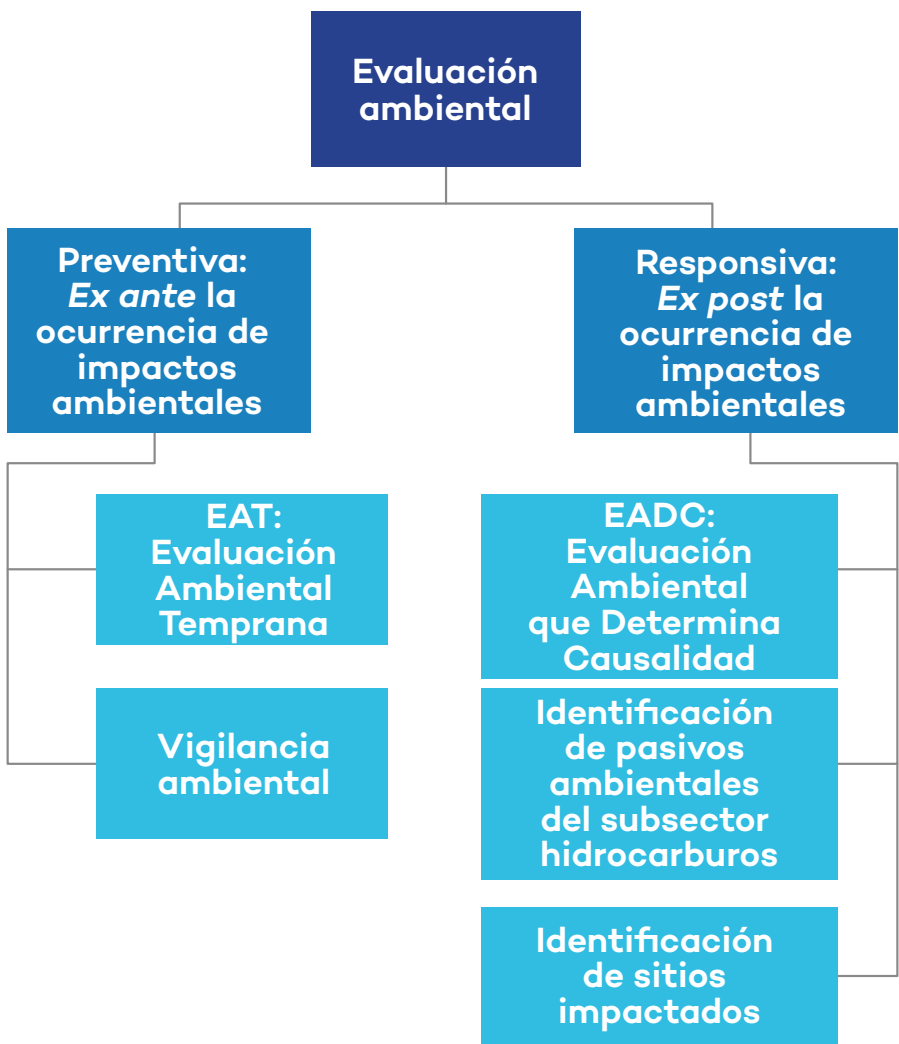 Evaluación
ambiental
Preventiva:
Ex ante la
ocurrencia de
impactos
ambientales
Responsiva:
Ex post la
ocurrencia de
impactos
ambientales
EAT:
Evaluación
Ambiental
Temprana
Vigilancia
ambiental
EADC:
Evaluación
Ambiental
que Determina
Causalidad
Identificación
de pasivos
ambientales
del subsector
hidrocarburos
Identificación
de sitios
impactados